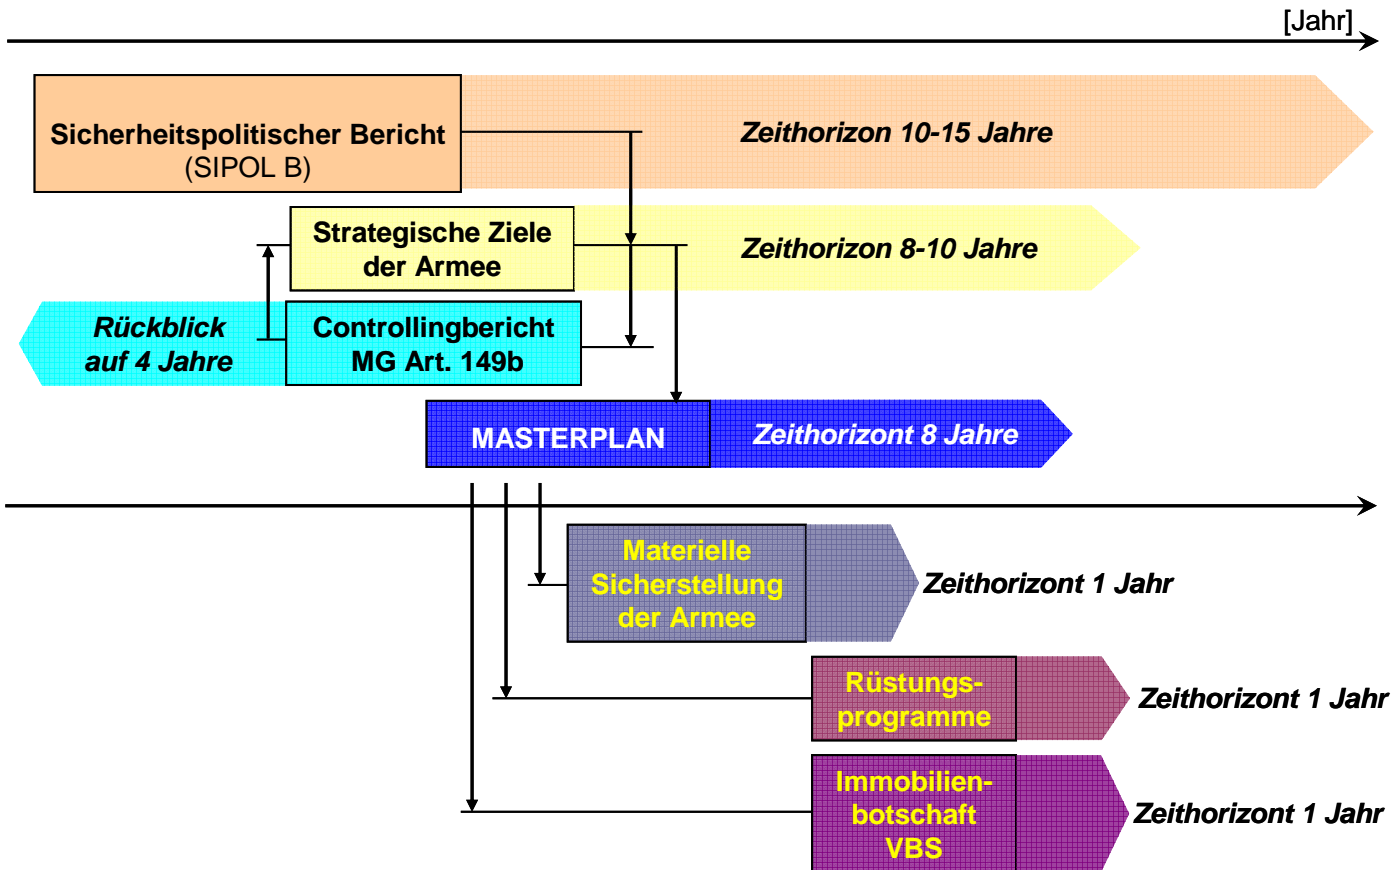 [Jahr]
Sicherheitspolitischer Bericht
(SIPOL B)
Zeithorizon 10-15 Jahre
Strategische Ziele
der Armee
Zeithorizon 8-10 Jahre
Rückblick
auf 4 Jahre
Controllingbericht
MG Art. 149b
MASTERPLAN
Zeithorizont 8 Jahre
Materielle
Sicherstellung
der Armee
Zeithorizont 1 Jahr
Rüstungs-
programme
Zeithorizont 1 Jahr
Immobilien-
botschaft
VBS
Zeithorizont 1 Jahr